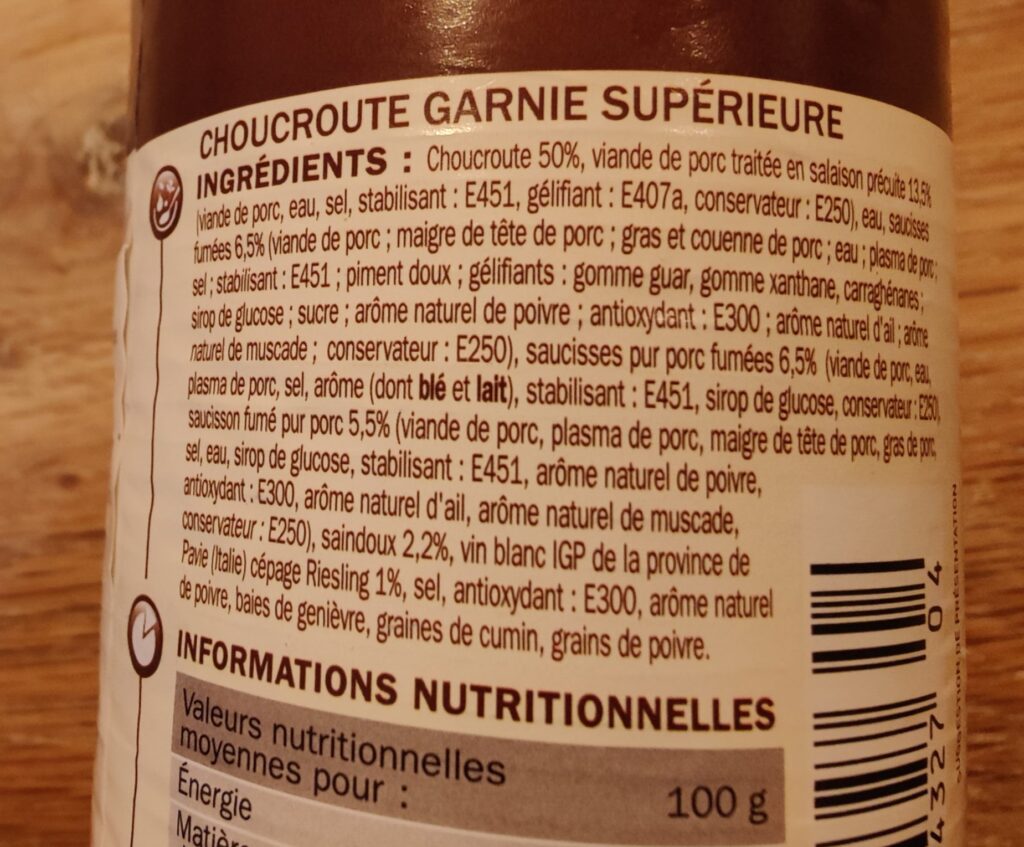 CHOUCROUTE GARNIE SUPÉRIEURE
INGRÉDIENTS : Choucroute 50%, viande de porc traitée en salaison précuite 13,5%
(viande de porc, eau, sel, stabilisant : E451, gélifiant : E407a, conservateur : E250), eau, saucisses
fumées 6,5% (viande de porc ; maigre de tête de porc ; gras et couenne de porc ; eau ; plasma de porc ;
sel ; stabilisant : E451 ; piment doux ; gélifiants : gomme guar, gomme xanthane, carraghénanes ;
sirop de glucose ; sucre ; arôme naturel de poivre ; antioxydant : E300 ; arôme naturel d'ail ; arôme
naturel de muscade ; conservateur : E250), saucisses pur porc fumées 6,5% (viande de porc, eau,
plasma de porc, sel, arôme (dont blé et lait), stabilisant : E451, sirop de glucose, conservateur : E250),
saucisson fumé pur porc 5,5% (viande de porc, plasma de porc, maigre de tête de porc, gras de porc,
sel, eau, sirop de glucose, stabilisant : E451, arôme naturel de poivre,
antioxydant : E300, arôme naturel d'ail, arôme naturel de muscade,
conservateur : E250), saindoux 2,2%, vin blanc IGP de la province de
Pavie (Italie) cépage Riesling 1%, sel, antioxydant : E300, arôme naturel
de poivre, baies de genièvre, graines de cumin, grains de poivre.
INFORMATIONS NUTRITIONNELLES
Valeurs nutritionnelles
moyennes pour : 100 g
Énergie
Matièr
4327 04
SUGGESTION DE PRÉSENTATION